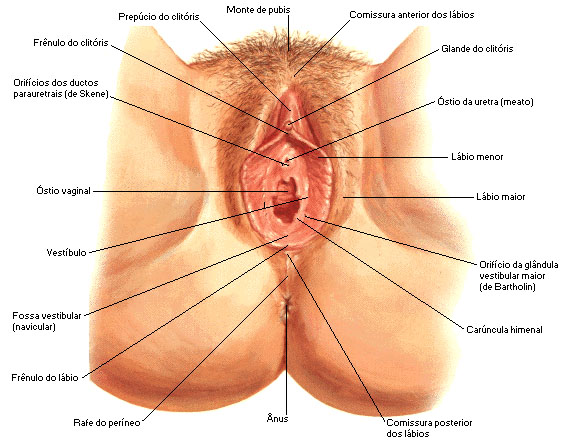 Monte de pubis
Prepúcio do clitóris
Comissura anterior dos lábios
Frênulo do clitóris
Glande do clitóris
Orifícios dos ductos
parauretrais (de Skene)
Óstio da uretra (meato)
Lábio menor
Óstio vaginal
Lábio maior
Vestíbulo
Orifício da glândula
vestibular maior
(de Bartholin)
Fossa vestibular
(navicular)
Carúncula himenal
Frênulo do lábio
Rafe do períneo
Ânus
Comissura posterior
dos lábios